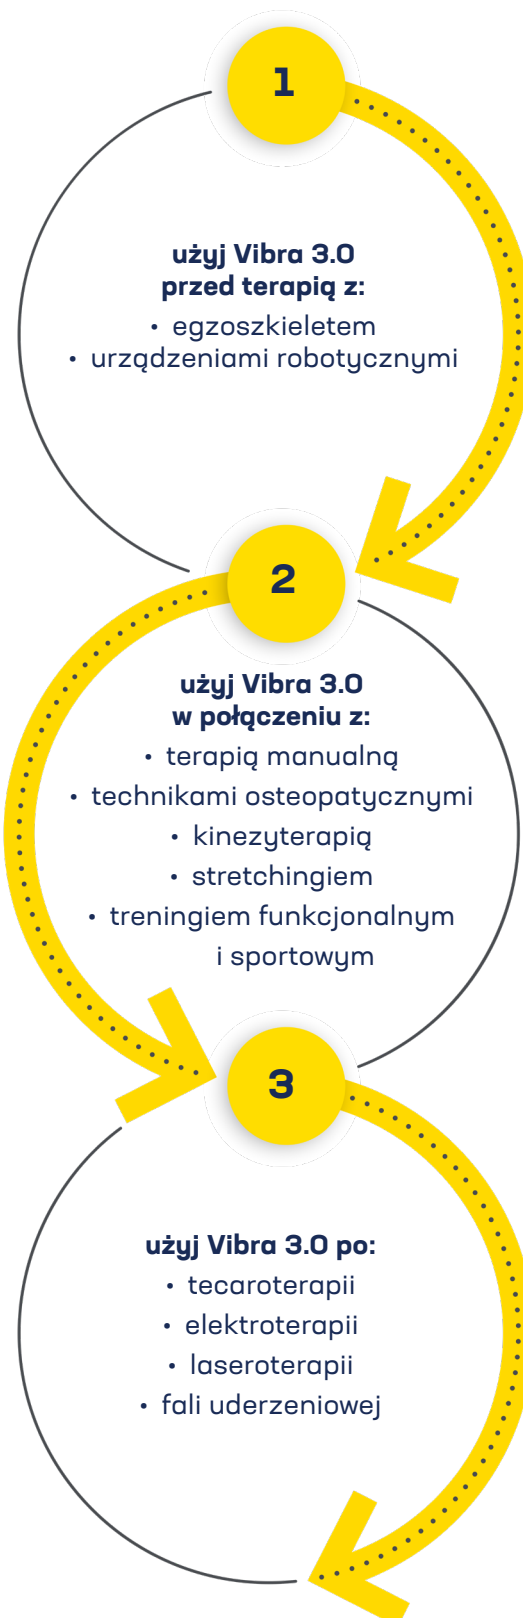 1
użyj Vibra 3.0
przed terapią z:
• egzoszkieletem
• urządzeniami robotycznymi
2
użyj Vibra 3.0
w połączeniu z:
• terapią manualną
• technikami osteopatycznymi
• kinezyterapią
• stretchingiem
• treningiem funkcjonalnym
i sportowym
3
użyj Vibra 3.0 po:
• tecaroterapii
• elektroterapii
• laseroterapii
• fali uderzeniowej